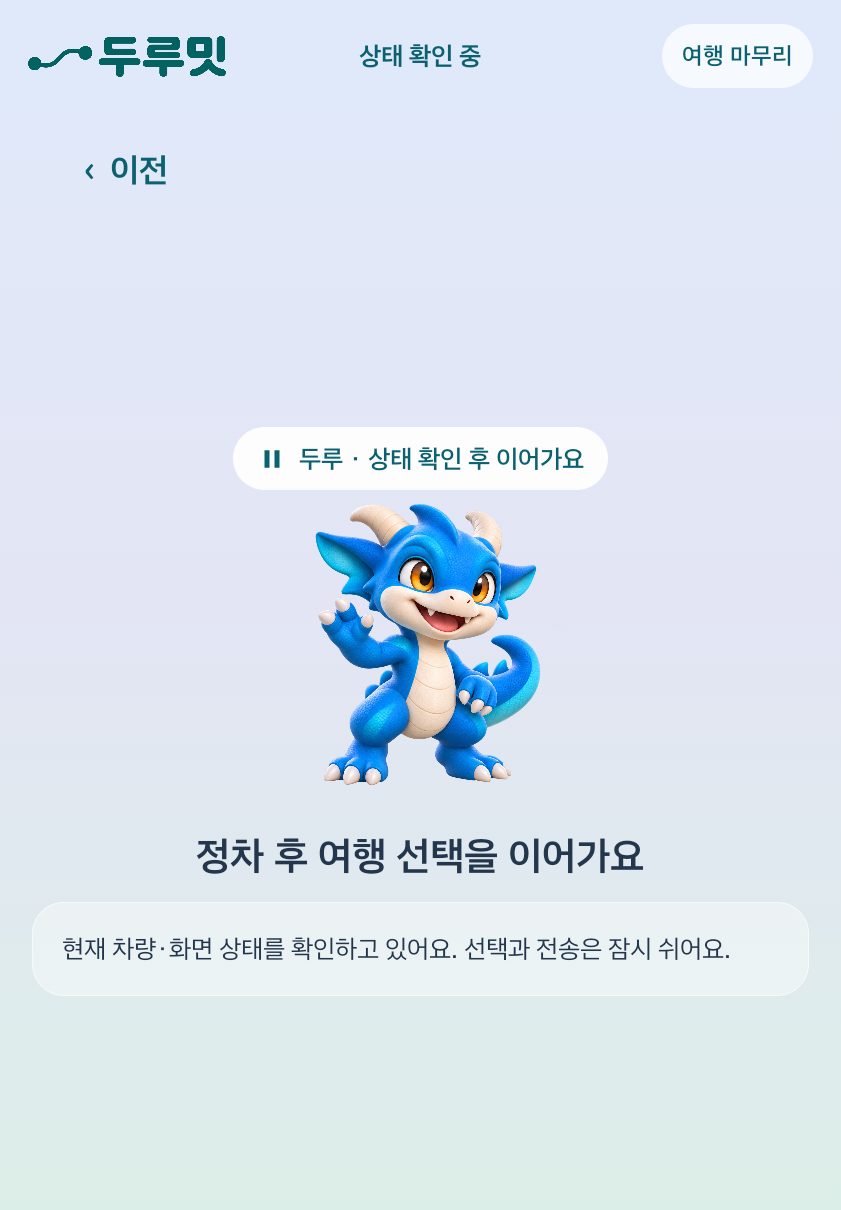 두루밋
상태 확인 중
여행 마무리
‹ 이전
두루 · 상태 확인 후 이어가요
정차 후 여행 선택을 이어가요
현재 차량·화면 상태를 확인하고 있어요. 선택과 전송은 잠시 쉬어요.